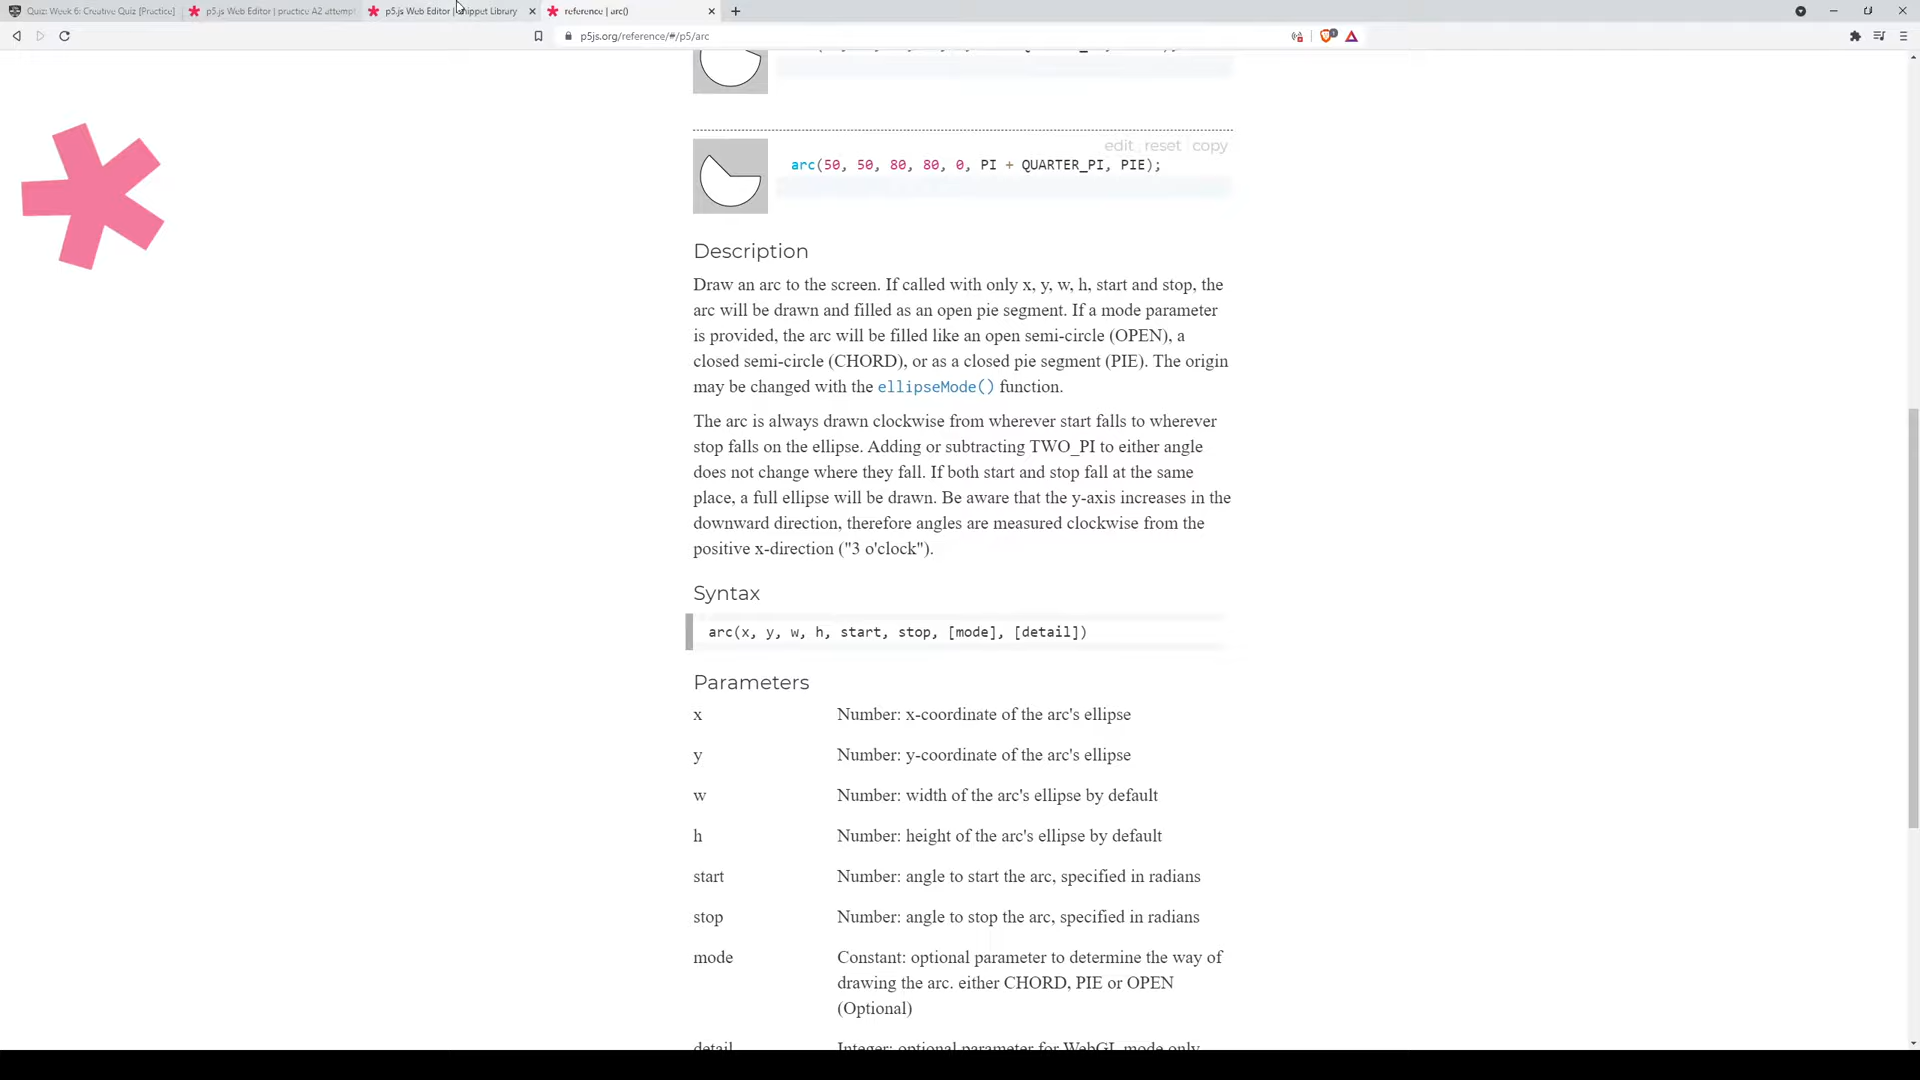 Quiz: Week 6: Creative Quiz [Practice]
p5.js Web Editor | practice A2 attempt
p5.js Web Editor | Snippet Library
reference | arc()
p5js.org/reference/#/p5/arc
edit reset copy
arc(50, 50, 80, 80, 0, PI + QUARTER_PI, PIE);
Description
Draw an arc to the screen. If called with only x, y, w, h, start and stop, the
arc will be drawn and filled as an open pie segment. If a mode parameter
is provided, the arc will be filled like an open semi-circle (OPEN), a
closed semi-circle (CHORD), or as a closed pie segment (PIE). The origin
may be changed with the ellipseMode() function.
The arc is always drawn clockwise from wherever start falls to wherever
stop falls on the ellipse. Adding or subtracting TWO_PI to either angle
does not change where they fall. If both start and stop fall at the same
place, a full ellipse will be drawn. Be aware that the y-axis increases in the
downward direction, therefore angles are measured clockwise from the
positive x-direction ("3 o'clock").
Syntax
arc(x, y, w, h, start, stop, [mode], [detail])
Parameters
x Number: x-coordinate of the arc's ellipse
y Number: y-coordinate of the arc's ellipse
w Number: width of the arc's ellipse by default
h Number: height of the arc's ellipse by default
start Number: angle to start the arc, specified in radians
stop Number: angle to stop the arc, specified in radians
mode Constant: optional parameter to determine the way of
drawing the arc. either CHORD, PIE or OPEN
(Optional)
detail Integer: optional parameter for WebGL mode only